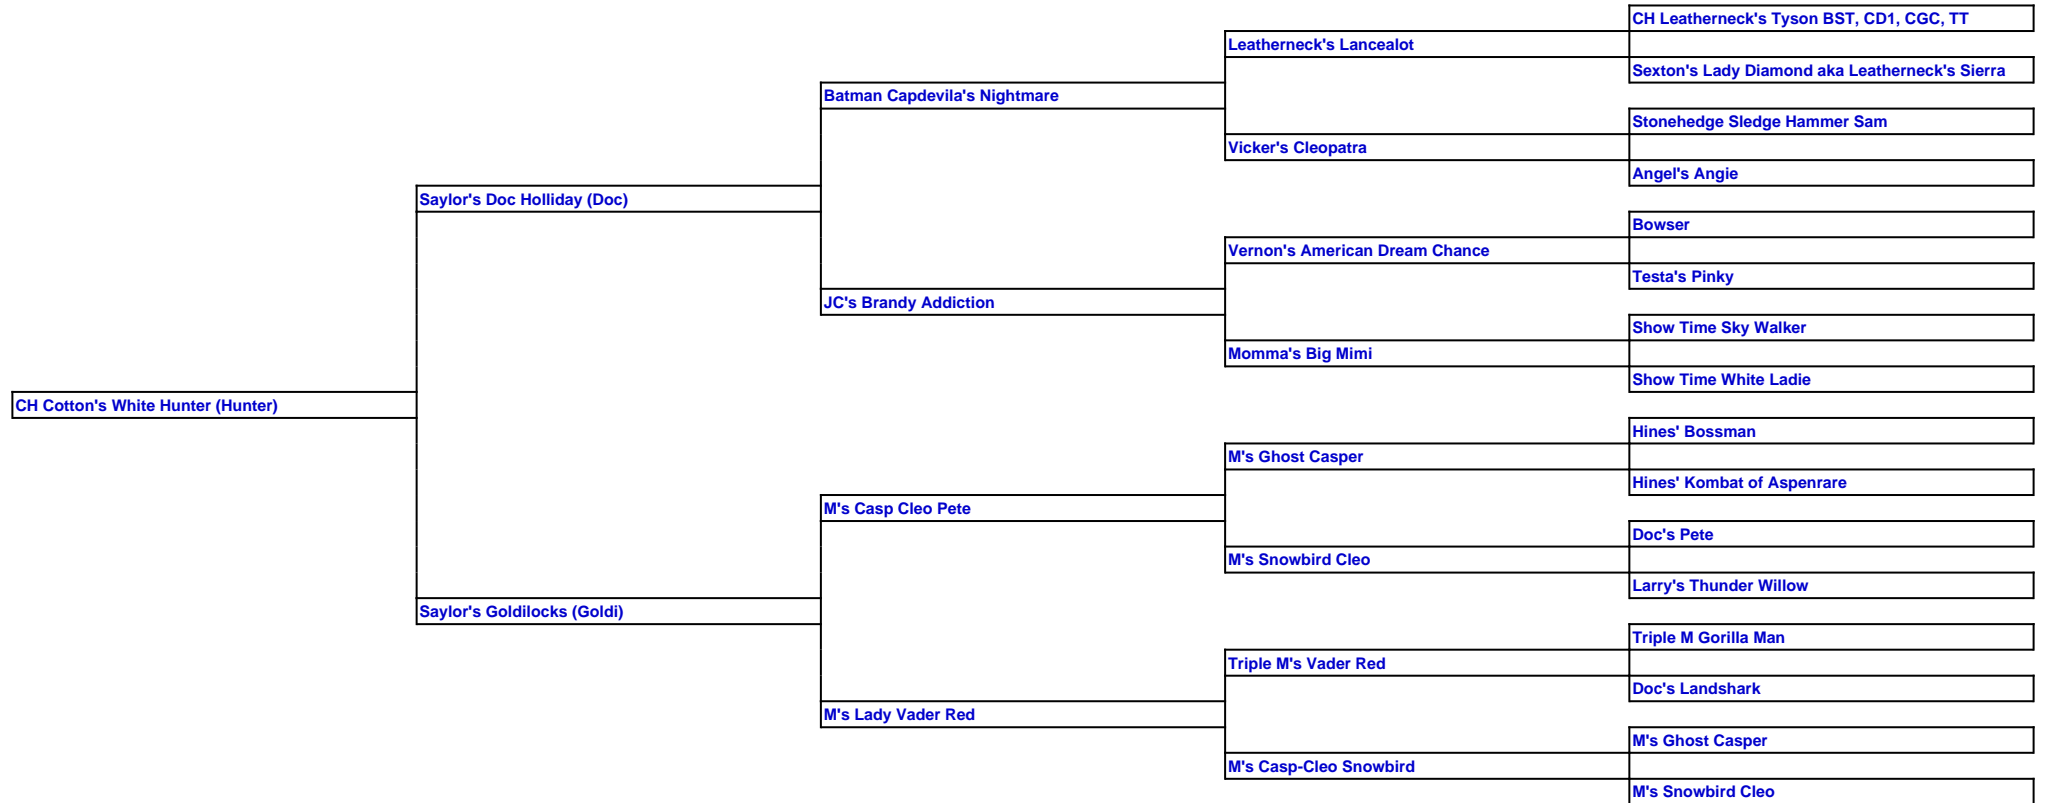 CH Leatherneck's Tyson BST, CD1, CGC, TT
Leatherneck's Lancealot
Sexton's Lady Diamond aka Leatherneck's Sierra
Batman Capdevila's Nightmare
Stonehedge Sledge Hammer Sam
Vicker's Cleopatra
Angel's Angie
Saylor's Doc Holliday (Doc)
Bowser
Vernon's American Dream Chance
Testa's Pinky
JC's Brandy Addiction
Show Time Sky Walker
Momma's Big Mimi
Show Time White Ladie
CH Cotton's White Hunter (Hunter)
Hines' Bossman
M's Ghost Casper
Hines' Kombat of Aspenrare
M's Casp Cleo Pete
Doc's Pete
M's Snowbird Cleo
Larry's Thunder Willow
Saylor's Goldilocks (Goldi)
Triple M Gorilla Man
Triple M's Vader Red
Doc's Landshark
M's Lady Vader Red
M's Ghost Casper
M's Casp-Cleo Snowbird
M's Snowbird Cleo